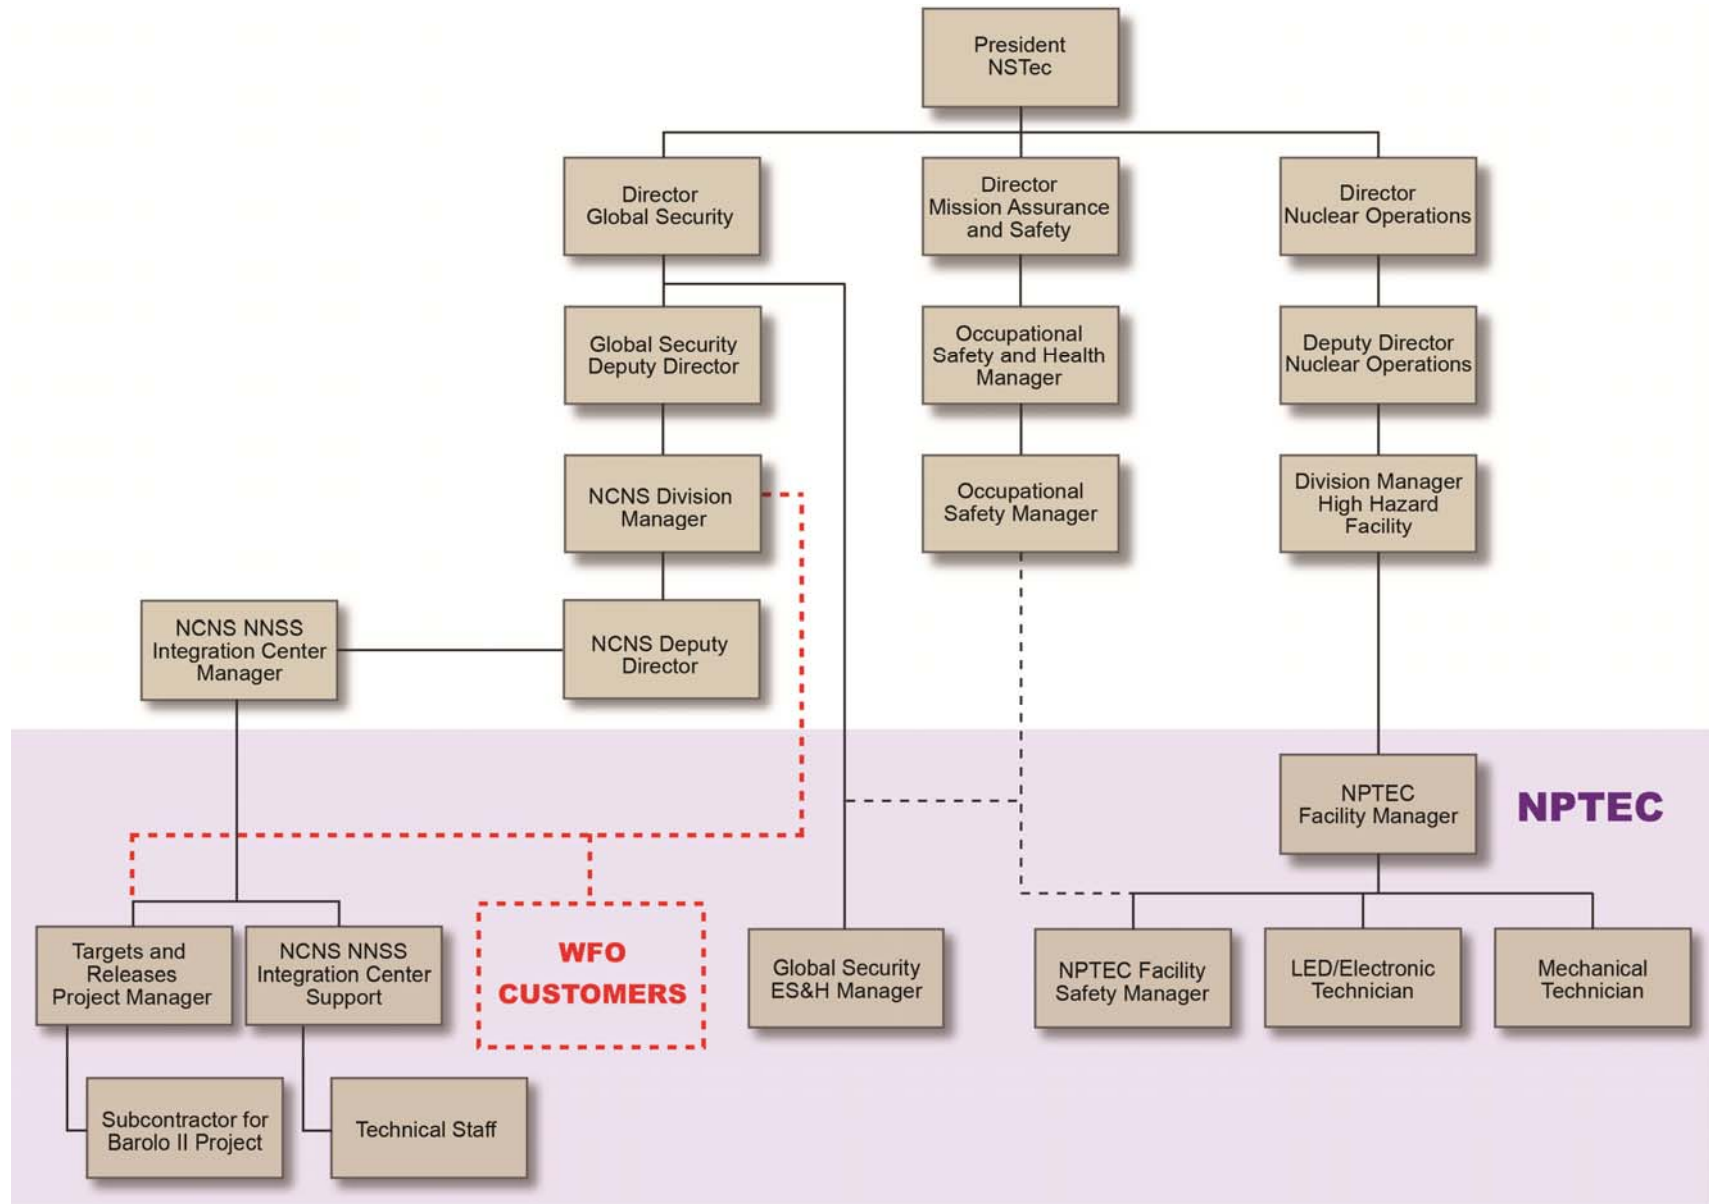 President
NSTec
Director
Global Security
Director
Mission Assurance
and Safety
Director
Nuclear Operations
Global Security
Deputy Director
Occupational
Safety and Health
Manager
Deputy Director
Nuclear Operations
NCNS Division
Manager
Occupational
Safety Manager
Division Manager
High Hazard
Facility
NCNS NNSS
Integration Center
Manager
NCNS Deputy
Director
NPTEC
Facility Manager
NPTEC
Targets and
Releases
Project Manager
NCNS NNSS
Integration Center
Support
WFO
CUSTOMERS
Global Security
ES&H Manager
NPTEC Facility
Safety Manager
LED/Electronic
Technician
Mechanical
Technician
Subcontractor for
Barolo II Project
Technical Staff